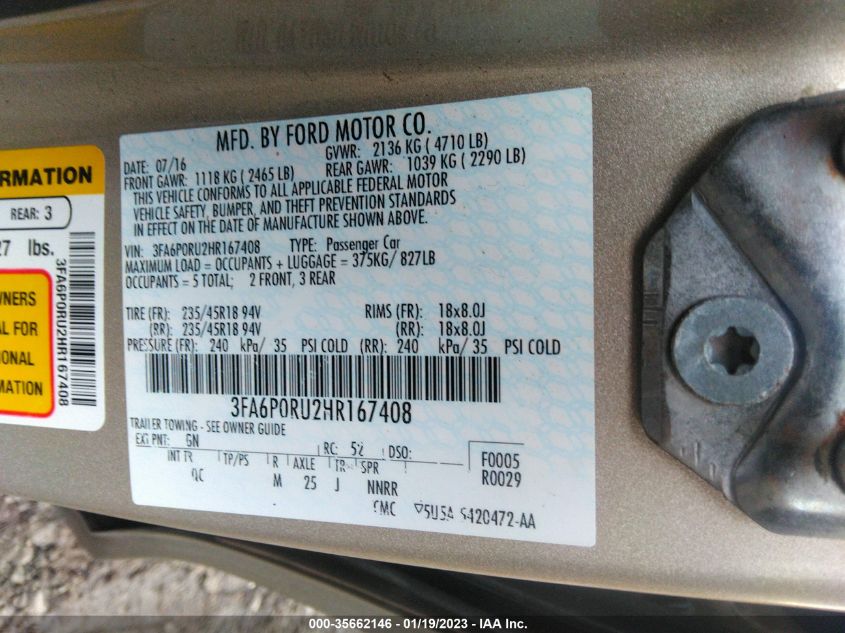 RMATION
REAR: 3
27 lbs.
WNERS
AL FOR
IONAL
MATION
3FA6P0RU2HR167408
MFD. BY FORD MOTOR CO.
DATE: 07/16 GVWR: 2136 KG ( 4710 LB)
FRONT GAWR: 1118 KG ( 2465 LB) REAR GAWR: 1039 KG ( 2290 LB)
THIS VEHICLE CONFORMS TO ALL APPLICABLE FEDERAL MOTOR
VEHICLE SAFETY, BUMPER, AND THEFT PREVENTION STANDARDS
IN EFFECT ON THE DATE OF MANUFACTURE SHOWN ABOVE.
VIN: 3FA6P0RU2HR167408 TYPE: Passenger Car
MAXIMUM LOAD = OCCUPANTS + LUGGAGE = 375KG/ 827LB
OCCUPANTS = 5 TOTAL; 2 FRONT, 3 REAR
TIRE (FR): 235/45R18 94V RIMS (FR): 18x8.0J
(RR): 235/45R18 94V (RR): 18x8.0J
PRESSURE (FR): 240 kPa/ 35 PSI COLD (RR): 240 kPa/ 35 PSI COLD
3FA6P0RU2HR167408
TRAILER TOWING - SEE OWNER GUIDE
EXT PNT: GN RC: 52 DSO: F0005
INT TR TP/PS R AXLE TR SPR R0029
QC M 25 J NNRR
5U5A S420472-AA
000-35662146 - 01/19/2023 - IAA Inc.